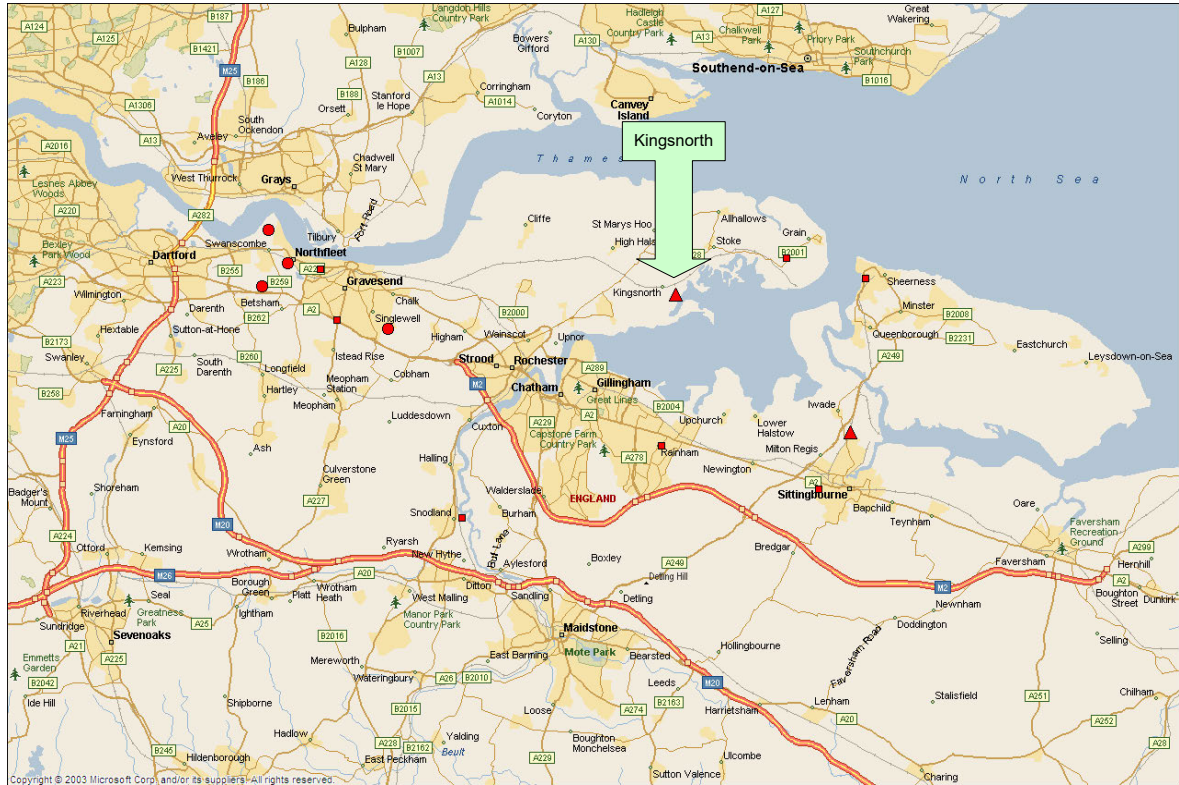 A124
A125
B187
M25
B1421
B186
A1306
South
Ockendon
Aveley
A13
Bulphan
B1007
A128
A13
B188
Orsett
Stanford
le Hope
Corringham
A1014
Coryton
Langdon Hills
Country Park
Bowers
Gifford
A130
Hadleigh
Castle
Country Park
A127
Chalkwell
Park
Priory Park
Southchurch
Park
Great
Wakering
Southend-on-Sea
B1016
A13
Canvey
Island
Kingsnorth
Thames
North Sea
A2016
Lesnes Abbey
Woods
A220
A206
Bexley
Park Wood
A223
A2
West Thurrock
Grays
Chadwell
St Mary
A282
Tilbury
Fort Road
Swanscombe
Northfleet
Dartford
B255
B259
Gravesend
Betsham
A2
B262
Darenth
Wilmington
Hextable
Sutton-at-Hone
B2173
Swanley
South
Darenth
A225
B260
Longfield
Hartley
Istead Rise
Meopham
Station
Meopham
Chalk
Singlewell
Cobham
Higham
B2000
Wainscot
Upnor
Cliffe
St Marys Hoo
High Hals
Allhallows
Stoke
Grain
B2001
Kingsnorth
Sheerness
Minster
B2008
Queenborough
B2231
A249
Eastchurch
Leysdown-on-Sea
Strood
Rochester
M2
Chatham
A289
Gillingham
Great Lines
A2
B2004
A229
Capstone Farm
Country Park
A278
Rainham
Upchurch
Lower
Halstow
Iwade
Milton Regis
Newington
A2
Sittingbourne
Bapchild
Teynham
Oare
Faversham
Recreation
Ground
Faversham
A299
Hernhill
A2
Boughton
Street
Dunkirk
B258
Farningham
A20
Eynsford
M25
Ash
Luddesdown
Cuxton
Halling
Culverstone
Green
A227
Snodland
Walderslade
Burham
ENGLAND
Badger's
Mount
Shoreham
A224
M20
Otford
Kemsing
Wrotham
Ryarsh
New Hythe
Bull Lane
Aylesford
Boxley
A249
Detling Hill
Bredgar
M2
Newnham
Doddington
Faversham Road
Selling
M26
Seal
Borough
Green
A20
Platt
Wrotham
Heath
West Malling
Ditton
Sandling
Detling
Riverhead
Greatness
Park
A25
Ightham
Manor Park
Country Park
Sundridge
A21
Sevenoaks
A225
Emmetts
Garden
B2042
Ide Hill
B2016
Mereworth
Wateringbury
A26
B2010
East Barming
Maidstone
Mote Park
Bearsted
Hollingbourne
M20
Leeds
B2163
Harrietsham
Lenham
A20
Stalisfield
A251
Chilham
A252
A28
Charing
Shipborne
B2015
Loose
A274
Hadlow
A228
B2162
Yalding
Beult
Boughton
Monchelsea
A229
Ulcombe
Sutton Valence
B245
Hildenborough
East Peckham
Copyright © 2003 Microsoft Corp. and/or its suppliers. All rights reserved.